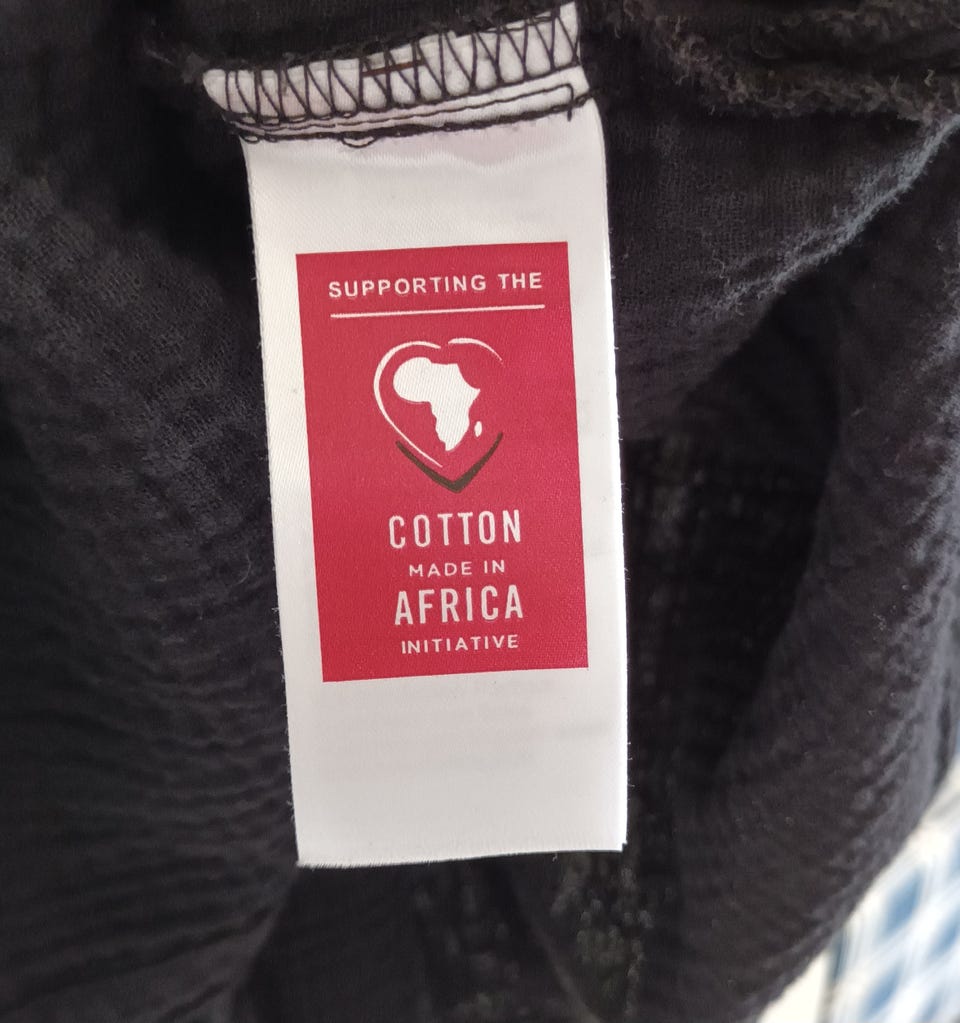 SUPPORTING THE
COTTON
MADE IN
AFRICA
INITIATIVE